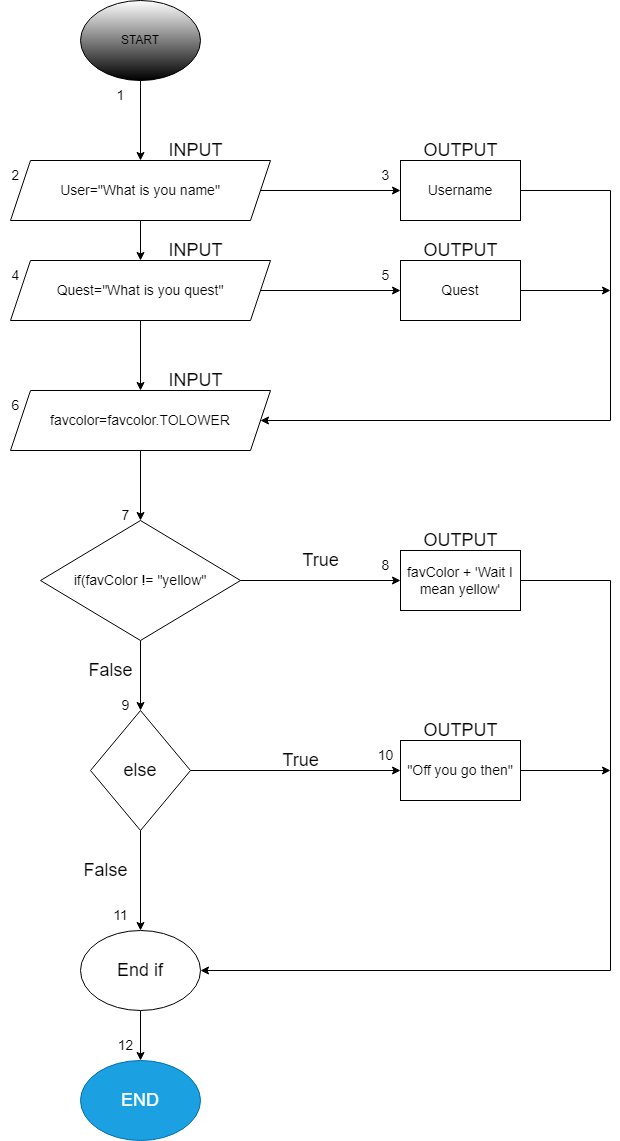 START
1
INPUT
OUTPUT
2
User="What is you name"
3
Username
INPUT
OUTPUT
4
Quest="What is you quest"
5
Quest
INPUT
6
favcolor=favcolor.TOLOWER
7
if(favColor != "yellow"
True
OUTPUT
8
favColor + 'Wait I
mean yellow'
False
9
else
True
OUTPUT
10
"Off you go then"
False
11
End if
12
END